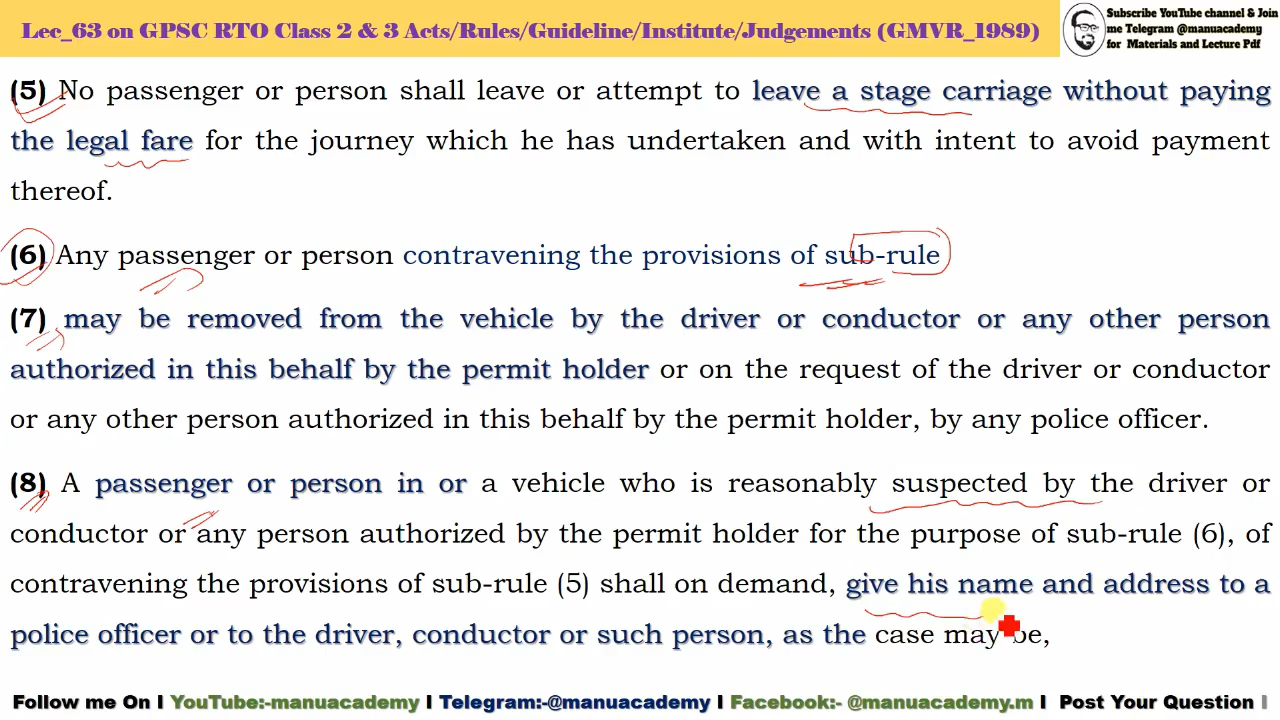 Lec_63 on GPSC RTO Class 2 & 3 Acts/Rules/Guideline/Institute/Judgements (GMVR_1989)
Subscribe YouTube channel & Join
me Telegram @manuacademy
for Materials and Lecture Pdf
(5) No passenger or person shall leave or attempt to leave a stage carriage without paying
the legal fare for the journey which he has undertaken and with intent to avoid payment
thereof.
(6) Any passenger or person contravening the provisions of sub-rule
(7) may be removed from the vehicle by the driver or conductor or any other person
authorized in this behalf by the permit holder or on the request of the driver or conductor
or any other person authorized in this behalf by the permit holder, by any police officer.
(8) A passenger or person in or a vehicle who is reasonably suspected by the driver or
conductor or any person authorized by the permit holder for the purpose of sub-rule (6), of
contravening the provisions of sub-rule (5) shall on demand, give his name and address to a
police officer or to the driver, conductor or such person, as the case may be,
Follow me On I YouTube:-manuacademy I Telegram:-@manuacademy I Facebook:- @manuacademy.m I Post Your Question I